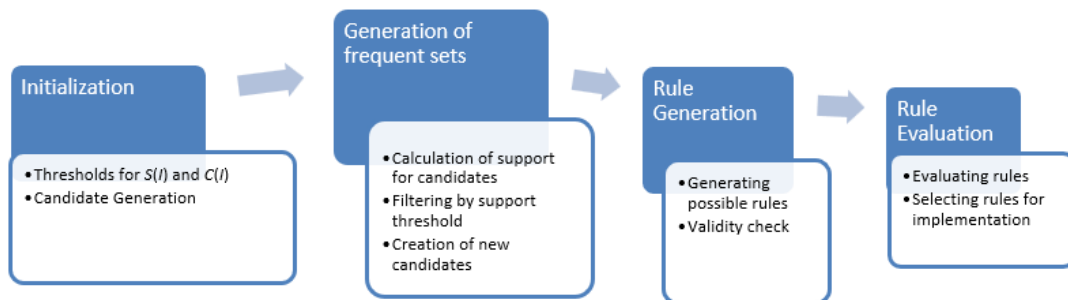 Initialization
• Thresholds for S(I) and C(I)
• Candidate Generation
Generation of
frequent sets
• Calculation of support
for candidates
• Filtering by support
threshold
• Creation of new
candidates
Rule
Generation
• Generating
possible rules
• Validity check
Rule
Evaluation
• Evaluating rules
• Selecting rules for
implementation